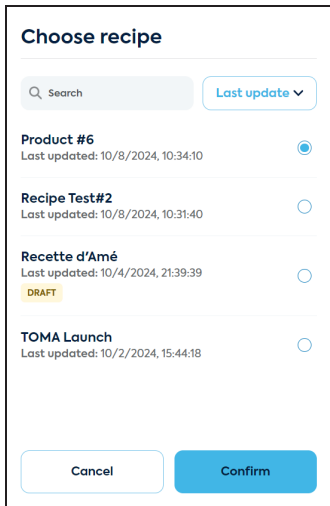 Choose recipe
Search
Last update
Product #6
Last updated: 10/8/2024, 10:34:10
Recipe Test#2
Last updated: 10/8/2024, 10:31:40
Recette d'Amé
Last updated: 10/4/2024, 21:39:39
DRAFT
TOMA Launch
Last updated: 10/2/2024, 15:44:18
Cancel
Confirm